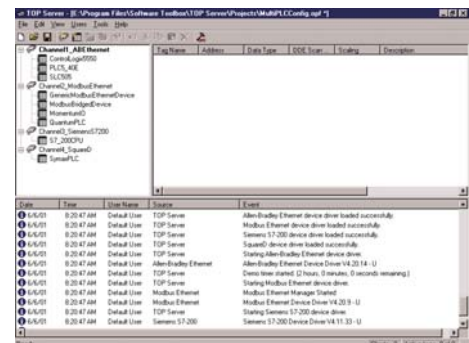 TOP Server - [E:\Program Files\Software Toolbox\TOP Server\Projects\MultiPLCConfig.opf *]
File Edit View Users Tools Help
Tag Name Address Data Type DDE Scan... Scaling Description
Channel1_ABEthernet
ControlLogix5550
PLC5_40E
SLC505
Channel2_ModbusEthernet
GenericModbusEthernetDevice
ModbusBridgedDevice
MomentumID
QuantumPLC
Channel3_SiemensS7200
S7_200CPU
Channel4_SquareD
SymaxPLC
Date Time User Name Source Event
6/6/01 8:20:47 AM Default User TOP Server Allen-Bradley Ethernet device driver loaded successfully.
6/6/01 8:20:47 AM Default User TOP Server Modbus Ethernet device driver loaded successfully.
6/6/01 8:20:47 AM Default User TOP Server Siemens S7-200 device driver loaded successfully.
6/6/01 8:20:47 AM Default User TOP Server SquareD device driver loaded successfully.
6/6/01 8:20:47 AM Default User TOP Server Starting Allen-Bradley Ethernet device driver.
6/6/01 8:20:47 AM Default User Allen-Bradley Ethernet Allen-Bradley Ethernet Device Driver V4.20.14 - U
6/6/01 8:20:47 AM Default User TOP Server Demo timer started. (2 hours, 0 minutes, 0 seconds remaining.)
6/6/01 8:20:47 AM Default User TOP Server Starting Modbus Ethernet device driver.
6/6/01 8:20:47 AM Default User Modbus Ethernet Modbus Ethernet Manager Started
6/6/01 8:20:47 AM Default User Modbus Ethernet Modbus Ethernet Device Driver V4.20.9 - U
6/6/01 8:20:47 AM Default User TOP Server Starting Siemens S7-200 device driver.
6/6/01 8:20:47 AM Default User Siemens S7-200 Siemens S7-200 Device Driver V4.11.33 - U